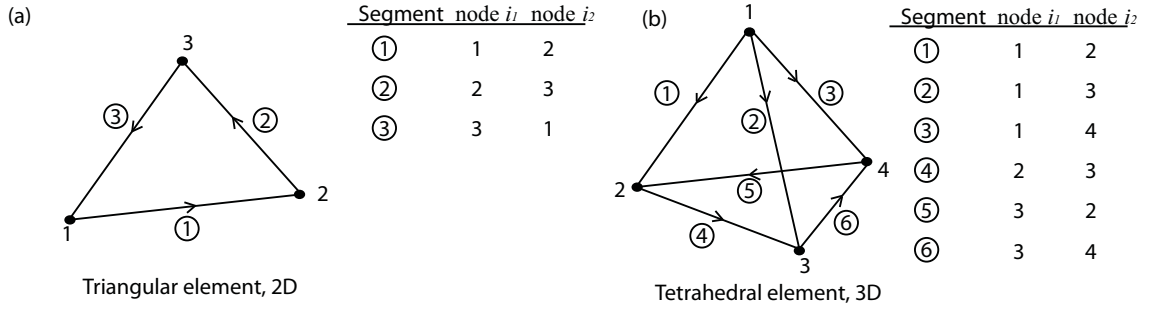 (a)
3
③
②
1
①
2
Triangular element, 2D
Segment node i₁ node i₂
① 1 2
② 2 3
③ 3 1
(b)
1
①
②
③
2
4
⑤
④
⑥
3
Tetrahedral element, 3D
Segment node i₁ node i₂
① 1 2
② 1 3
③ 1 4
④ 2 3
⑤ 3 2
⑥ 3 4